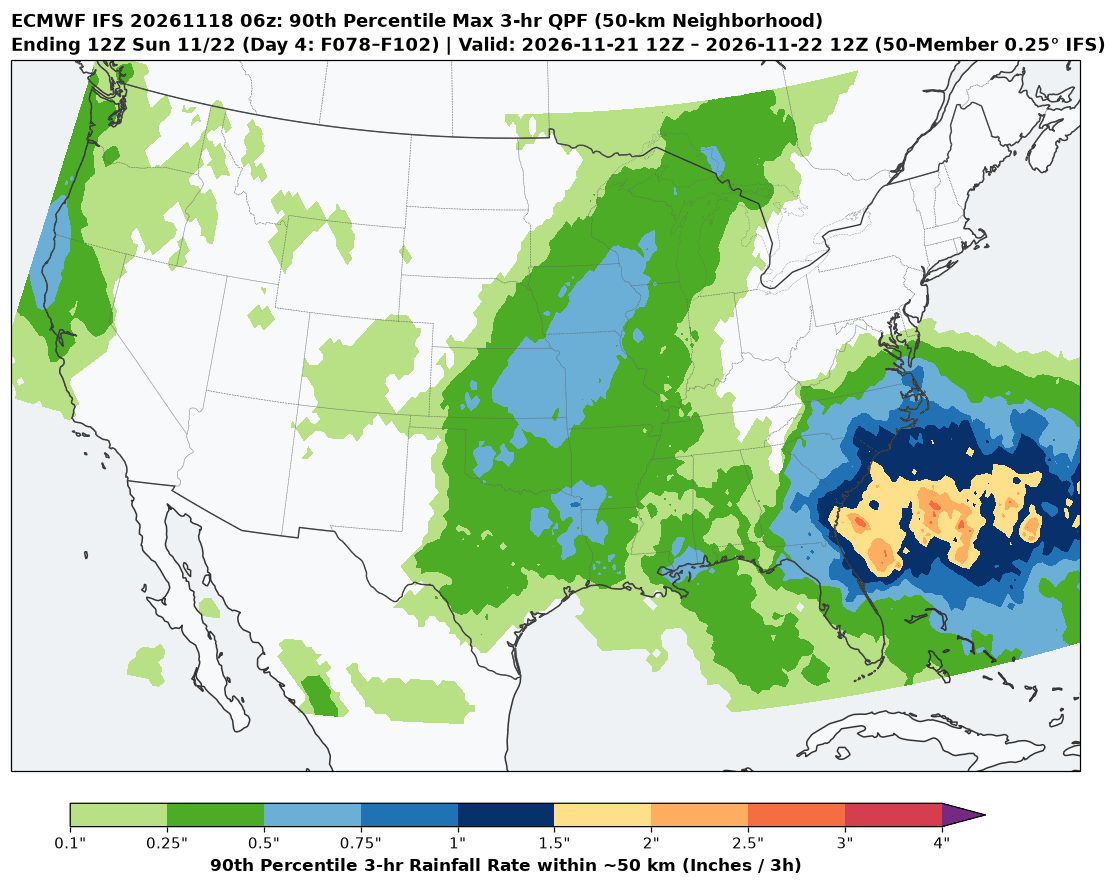 ECMWF IFS 20261118 06z: 90th Percentile Max 3-hr QPF (50-km Neighborhood)
Ending 12Z Sun 11/22 (Day 4: F078–F102) | Valid: 2026-11-21 12Z – 2026-11-22 12Z (50-Member 0.25° IFS)
0.1" 0.25" 0.5" 0.75" 1" 1.5" 2" 2.5" 3" 4"
90th Percentile 3-hr Rainfall Rate within ~50 km (Inches / 3h)